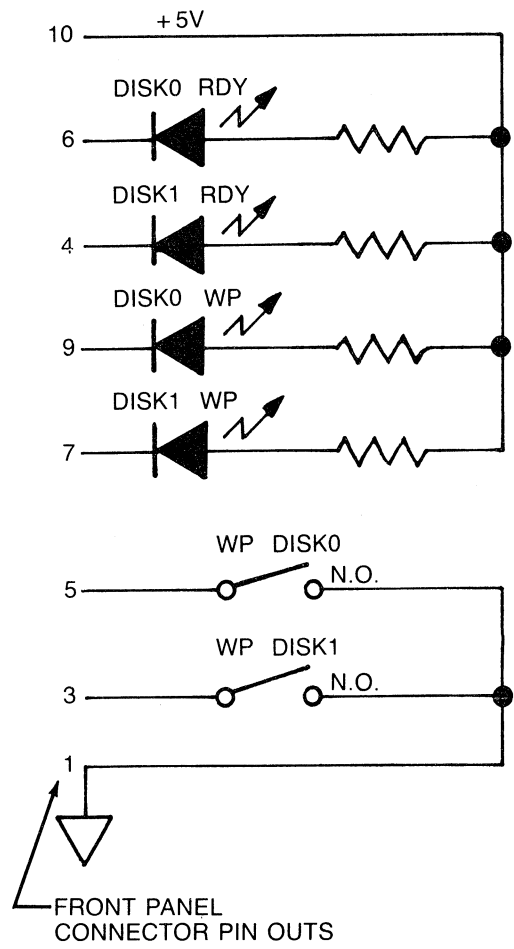 +5V
10
DISK0 RDY
6
DISK1 RDY
4
DISK0 WP
9
DISK1 WP
7
WP DISK0
N.O.
5
WP DISK1
N.O.
3
1
FRONT PANEL
CONNECTOR PIN OUTS